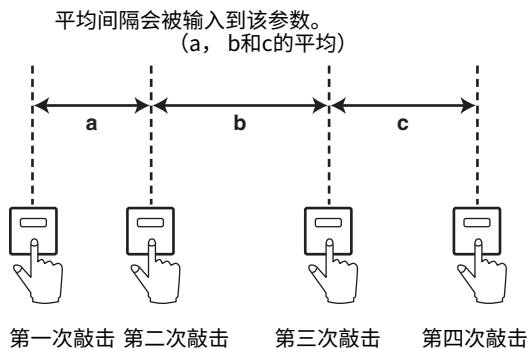 平均间隔会被输入到该参数。
（a， b和c的平均）
a b c
第一次敲击 第二次敲击 第三次敲击 第四次敲击